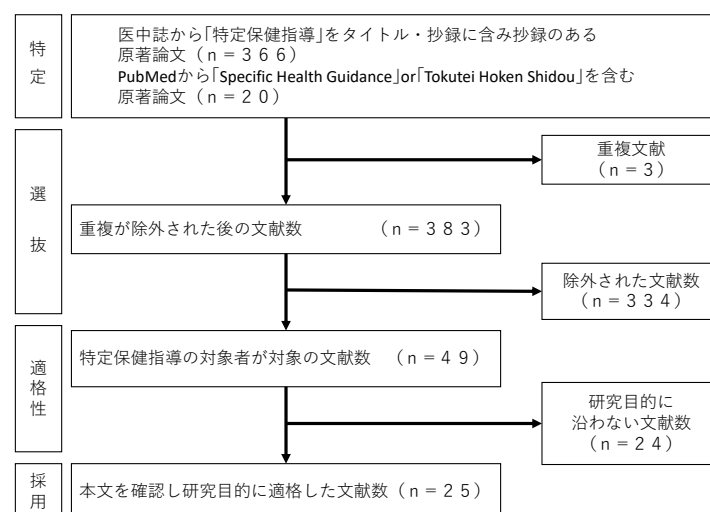 特
定
医中誌から｢特定保健指導｣をタイトル・抄録に含み抄録のある
原著論文（ｎ＝３６６）
PubMedから｢Specific Health Guidance｣or｢Tokutei Hoken Shidou｣を含む
原著論文（ｎ＝２０）
選
抜
重複文献
（ｎ＝3）
重複が除外された後の文献数　（ｎ＝３８３）
除外された文献数
（ｎ＝３３４）
適
格
性
特定保健指導の対象者が対象の文献数　（ｎ＝４９）
研究目的に
沿わない文献数
（ｎ＝２４）
採
用
本文を確認し研究目的に適格した文献数（ｎ＝２５）